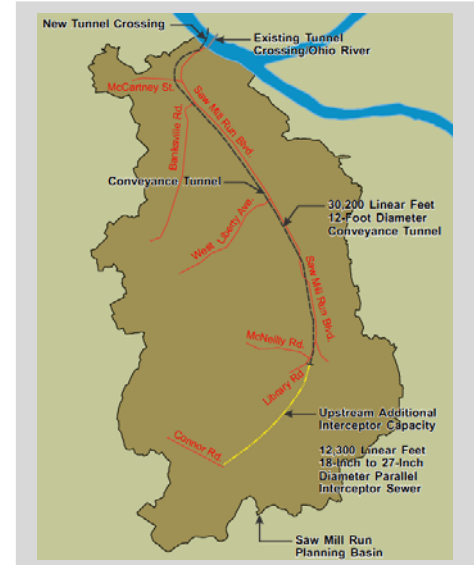 New Tunnel Crossing
Existing Tunnel
Crossing/Ohio River
McCartney St.
Saw Mill Run Blvd.
Banksville Rd.
Conveyance Tunnel
30,200 Linear Feet
12-Foot Diameter
Conveyance Tunnel
West Liberty Ave.
Saw Mill Run Blvd.
McNeilly Rd.
Library Rd.
Upstream Additional
Interceptor Capacity
Connor Rd.
12,300 Linear Feet
18-Inch to 27-Inch
Diameter Parallel
Interceptor Sewer
Saw Mill Run
Planning Basin